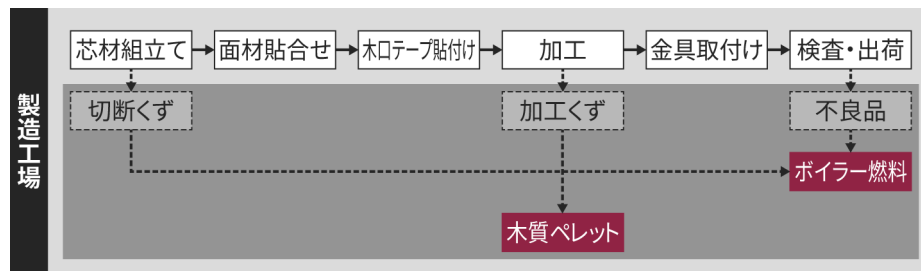 製造工場
芯材組立て
面材貼合せ
木口テープ貼付け
加工
金具取付け
検査・出荷
切断くず
加工くず
不良品
ボイラー燃料
木質ペレット